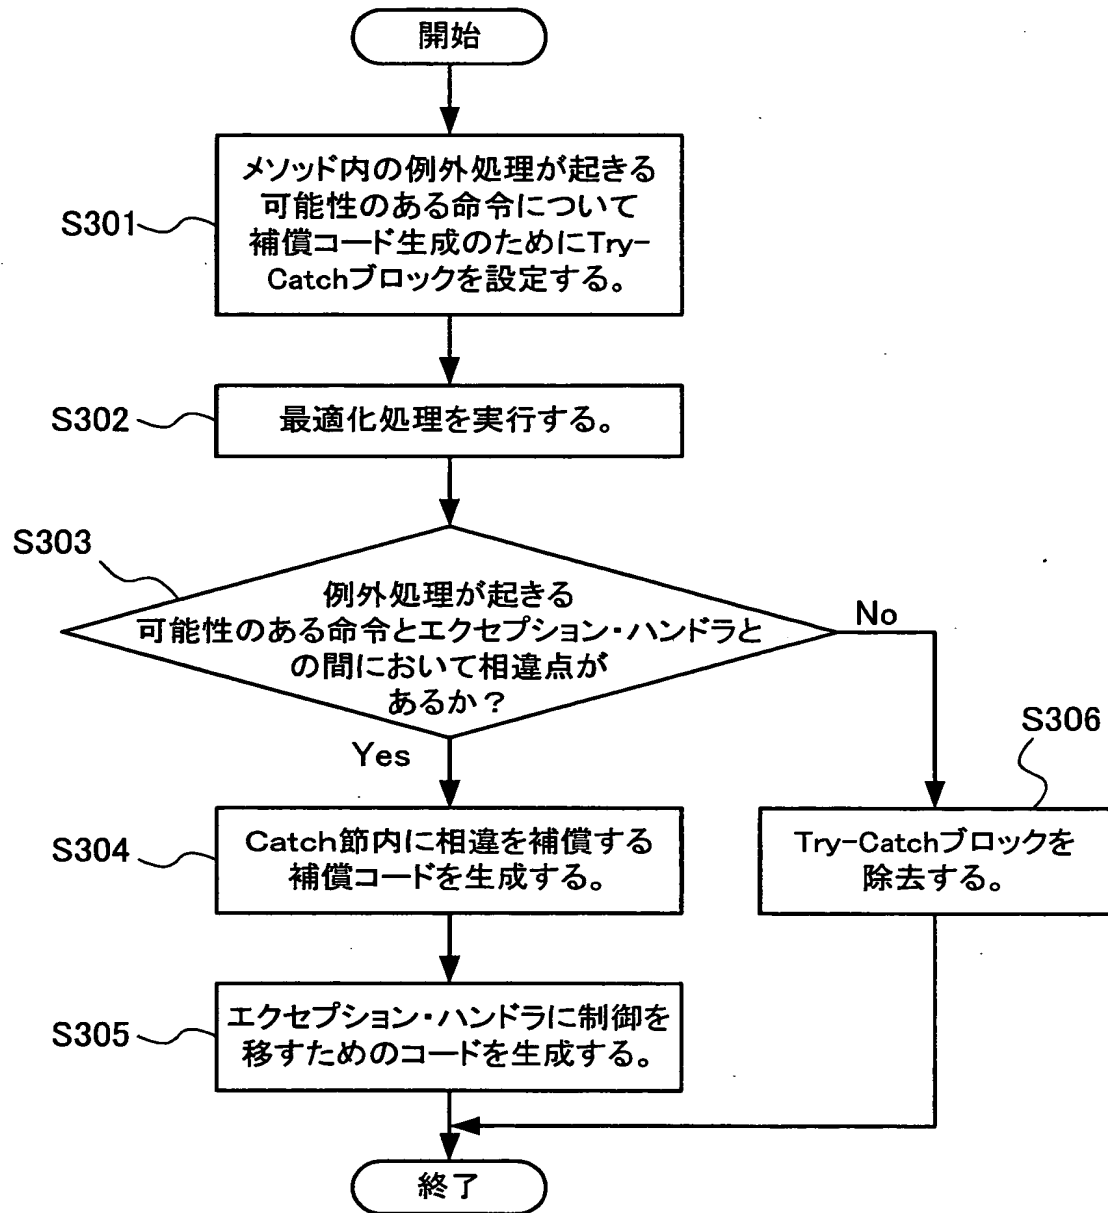 開始
メソッド内の例外処理が起きる
可能性のある命令について
補償コード生成のためにTry-
Catchブロックを設定する。
S301
最適化処理を実行する。
S302
S303
例外処理が起きる
可能性のある命令とエクセプション・ハンドラと
の間において相違点が
あるか？
No
Yes
S306
Catch節内に相違を補償する
補償コードを生成する。
S304
Try-Catchブロックを
除去する。
エクセプション・ハンドラに制御を
移すためのコードを生成する。
S305
終了